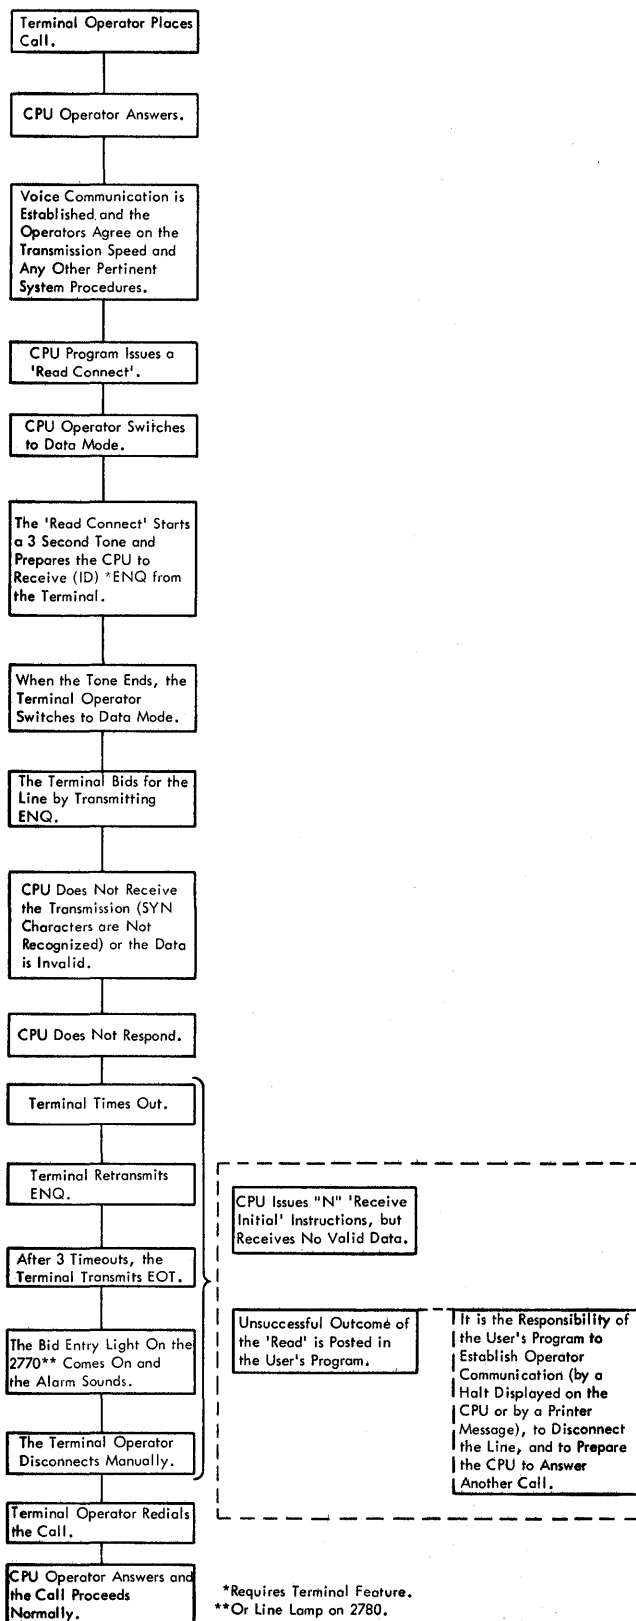 Terminal Operator Places
Call.
CPU Operator Answers.
Voice Communication is
Established and the
Operators Agree on the
Transmission Speed and
Any Other Pertinent
System Procedures.
CPU Program Issues a
'Read Connect'.
CPU Operator Switches
to Data Mode.
The 'Read Connect' Starts
a 3 Second Tone and
Prepares the CPU to
Receive (ID) *ENQ from
the Terminal.
When the Tone Ends, the
Terminal Operator
Switches to Data Mode.
The Terminal Bids for the
Line by Transmitting
ENQ.
CPU Does Not Receive
the Transmission (SYN
Characters are Not
Recognized) or the Data
is Invalid.
CPU Does Not Respond.
Terminal Times Out.
Terminal Retransmits
ENQ.
After 3 Timeouts, the
Terminal Transmits EOT.
The Bid Entry Light On the
2770** Comes On and
the Alarm Sounds.
The Terminal Operator
Disconnects Manually.
CPU Issues "N" 'Receive
Initial' Instructions, but
Receives No Valid Data.
Unsuccessful Outcome of
the 'Read' is Posted in
the User's Program.
It is the Responsibility of
the User's Program to
Establish Operator
Communication (by a
Halt Displayed on the
CPU or by a Printer
Message), to Disconnect
the Line, and to Prepare
the CPU to Answer
Another Call.
Terminal Operator Redials
the Call.
CPU Operator Answers and
the Call Proceeds
Normally.
*Requires Terminal Feature.
**Or Line Lamp on 2780.